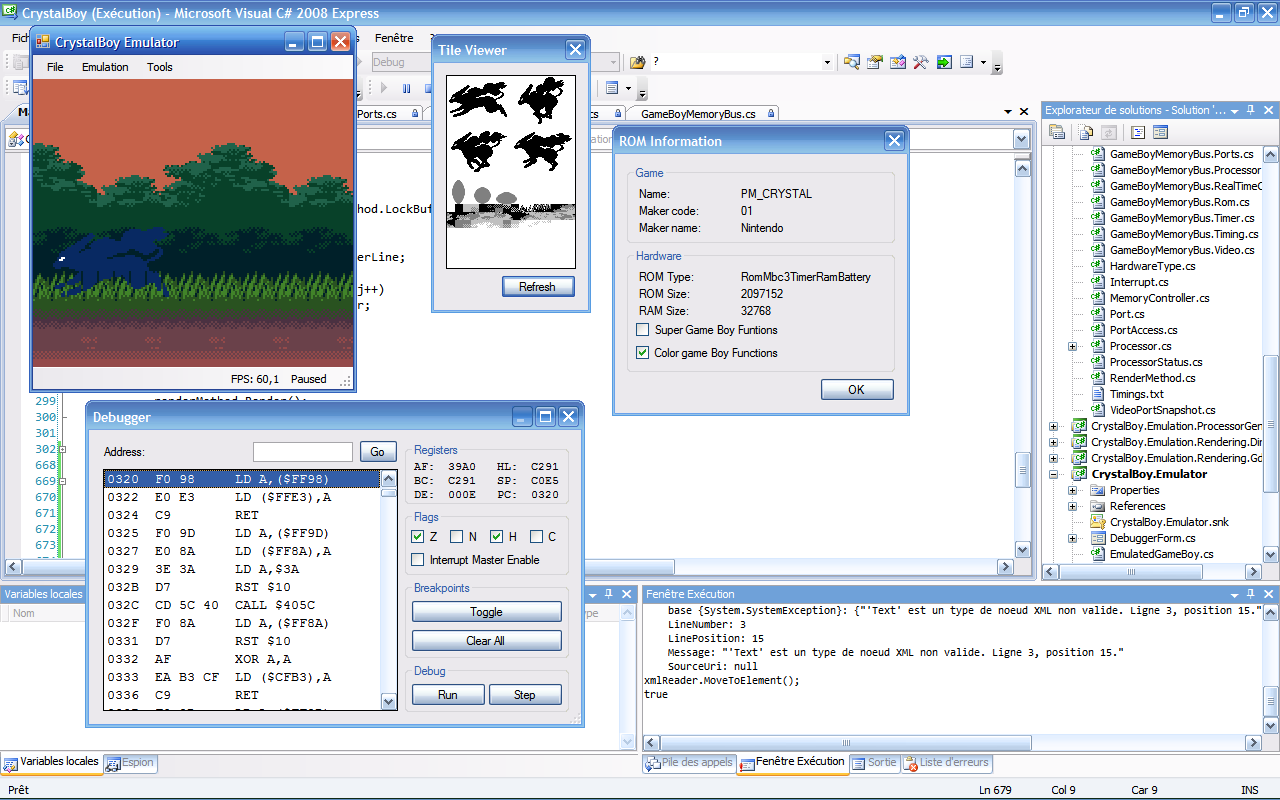 CrystalBoy (Exécution) - Microsoft Visual C# 2008 Express
Fich
Fenêtre
?
Debug
?
CrystalBoy Emulator
File Emulation Tools
FPS: 60,1 Paused
Tile Viewer
Refresh
Ports.cs
cs
GameBoyMemoryBus.cs
hod.LockBuf
erLine;
j++)
r;
299 renderMethod.Render();
300
301
302
668
669
670
671
672
673
ROM Information
Game
Name: PM_CRYSTAL
Maker code: 01
Maker name: Nintendo
Hardware
ROM Type: RomMbc3TimerRamBattery
ROM Size: 2097152
RAM Size: 32768
Super Game Boy Funtions
Color game Boy Functions
OK
Explorateur de solutions - Solution '...
GameBoyMemoryBus.Ports.cs
GameBoyMemoryBus.Processor
GameBoyMemoryBus.RealTimeC
GameBoyMemoryBus.Rom.cs
GameBoyMemoryBus.Timer.cs
GameBoyMemoryBus.Timing.cs
GameBoyMemoryBus.Video.cs
HardwareType.cs
Interrupt.cs
MemoryController.cs
Port.cs
PortAccess.cs
Processor.cs
ProcessorStatus.cs
RenderMethod.cs
Timings.txt
VideoPortSnapshot.cs
CrystalBoy.Emulation.ProcessorGer
CrystalBoy.Emulation.Rendering.Dir
CrystalBoy.Emulation.Rendering.Gd
CrystalBoy.Emulator
Properties
References
CrystalBoy.Emulator.snk
DebuggerForm.cs
EmulatedGameBoy.cs
Debugger
Address: Go
0320 F0 98 LD A,($FF98)
0322 E0 E3 LD ($FFE3),A
0324 C9 RET
0325 F0 9D LD A,($FF9D)
0327 E0 8A LD ($FF8A),A
0329 3E 3A LD A,$3A
032B D7 RST $10
032C CD 5C 40 CALL $405C
032F F0 8A LD A,($FF8A)
0331 D7 RST $10
0332 AF XOR A,A
0333 EA B3 CF LD ($CFB3),A
0336 C9 RET
Registers
AF: 39A0 HL: C291
BC: C291 SP: C0E5
DE: 000E PC: 0320
Flags
Z N H C
Interrupt Master Enable
Breakpoints
Toggle
Clear All
Debug
Run Step
Variables locales
Nom
ype
Fenêtre Exécution
base {System.SystemException}: {"'Text' est un type de noeud XML non valide. Ligne 3, position 15."
LineNumber: 3
LinePosition: 15
Message: "'Text' est un type de noeud XML non valide. Ligne 3, position 15."
SourceUri: null
xmlReader.MoveToElement();
true
Variables locales Espion
Pile des appels Fenêtre Exécution Sortie Liste d'erreurs
Prêt Ln 679 Col 9 Car 9 INS